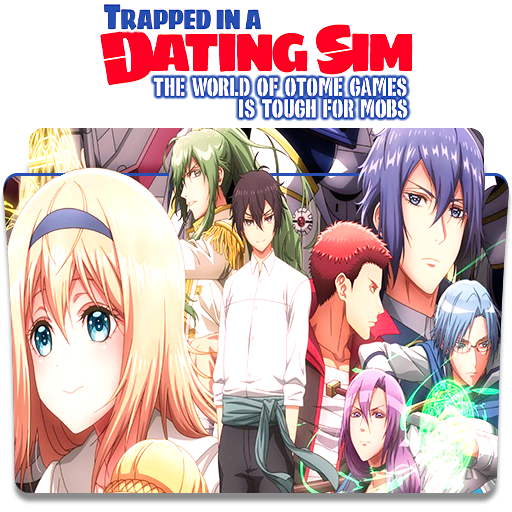 TRAPPED IN A
DATING SIM
THE WORLD OF OTOME GAMES
IS TOUGH FOR MOBS